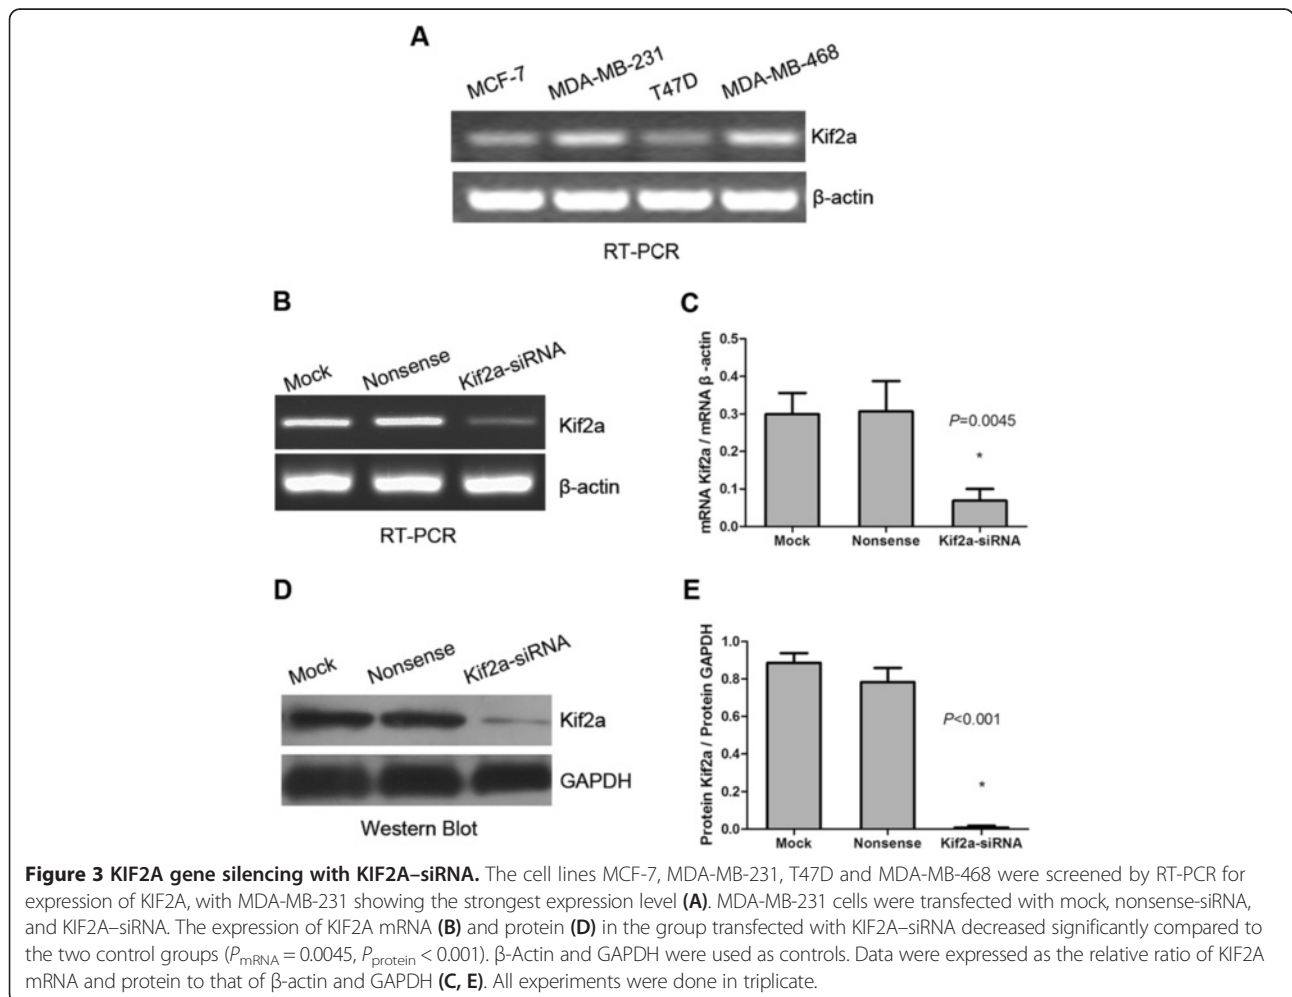 A
MCF-7 MDA-MB-231 T47D MDA-MB-468
Kif2a
β-actin
RT-PCR
B
Mock Nonsense Kif2a-siRNA
Kif2a
β-actin
RT-PCR
C
mRNA Kif2a / mRNA β -actin
0.5
0.4
0.3
0.2
0.1
0.0
P=0.0045
*
Mock Nonsense Kif2a-siRNA
D
Mock Nonsense Kif2a-siRNA
Kif2a
GAPDH
Western Blot
E
Protein Kif2a / Protein GAPDH
1.0
0.8
0.6
0.4
0.2
0.0
P<0.001
*
Mock Nonsense Kif2a-siRNA
Figure 3 KIF2A gene silencing with KIF2A–siRNA. The cell lines MCF-7, MDA-MB-231, T47D and MDA-MB-468 were screened by RT-PCR for
expression of KIF2A, with MDA-MB-231 showing the strongest expression level (A). MDA-MB-231 cells were transfected with mock, nonsense-siRNA,
and KIF2A–siRNA. The expression of KIF2A mRNA (B) and protein (D) in the group transfected with KIF2A–siRNA decreased significantly compared to
the two control groups (PmRNA = 0.0045, Pprotein < 0.001). β-Actin and GAPDH were used as controls. Data were expressed as the relative ratio of KIF2A
mRNA and protein to that of β-actin and GAPDH (C, E). All experiments were done in triplicate.